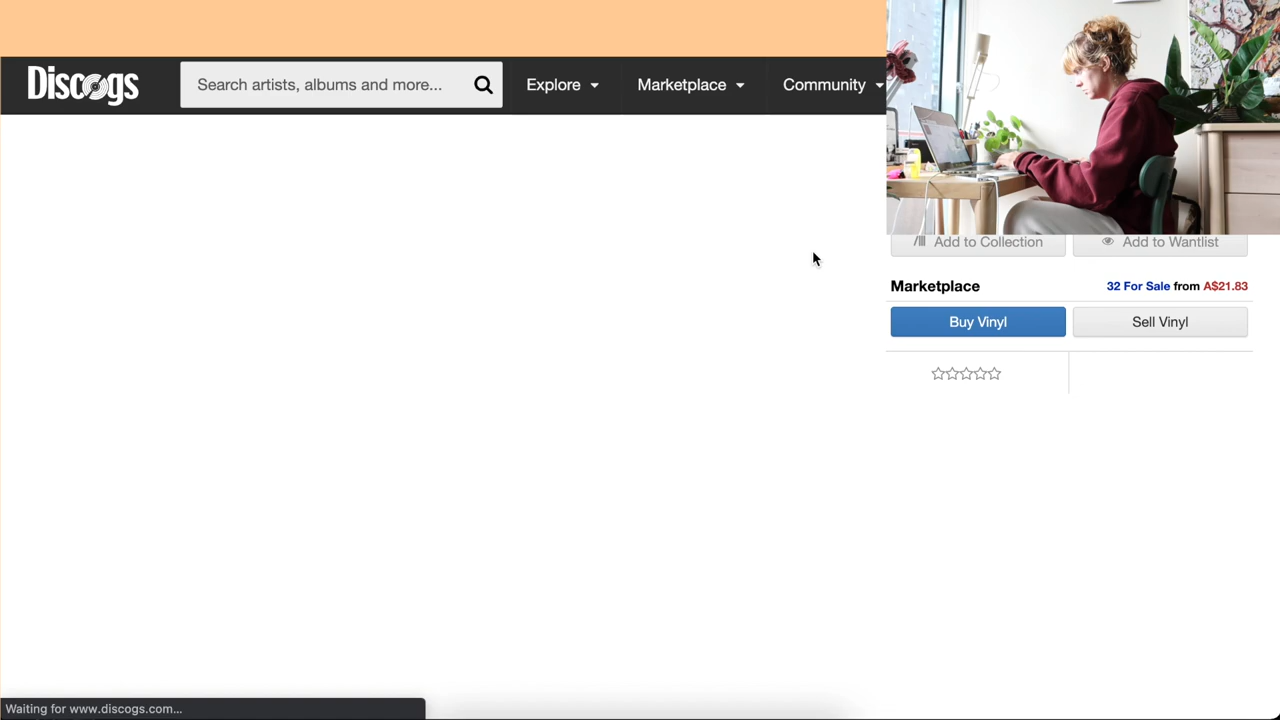 Discogs
Search artists, albums and more...
Explore
Marketplace
Community
Add to Collection
Add to Wantlist
Marketplace
32 For Sale from A$21.83
Buy Vinyl
Sell Vinyl
Waiting for www.discogs.com...